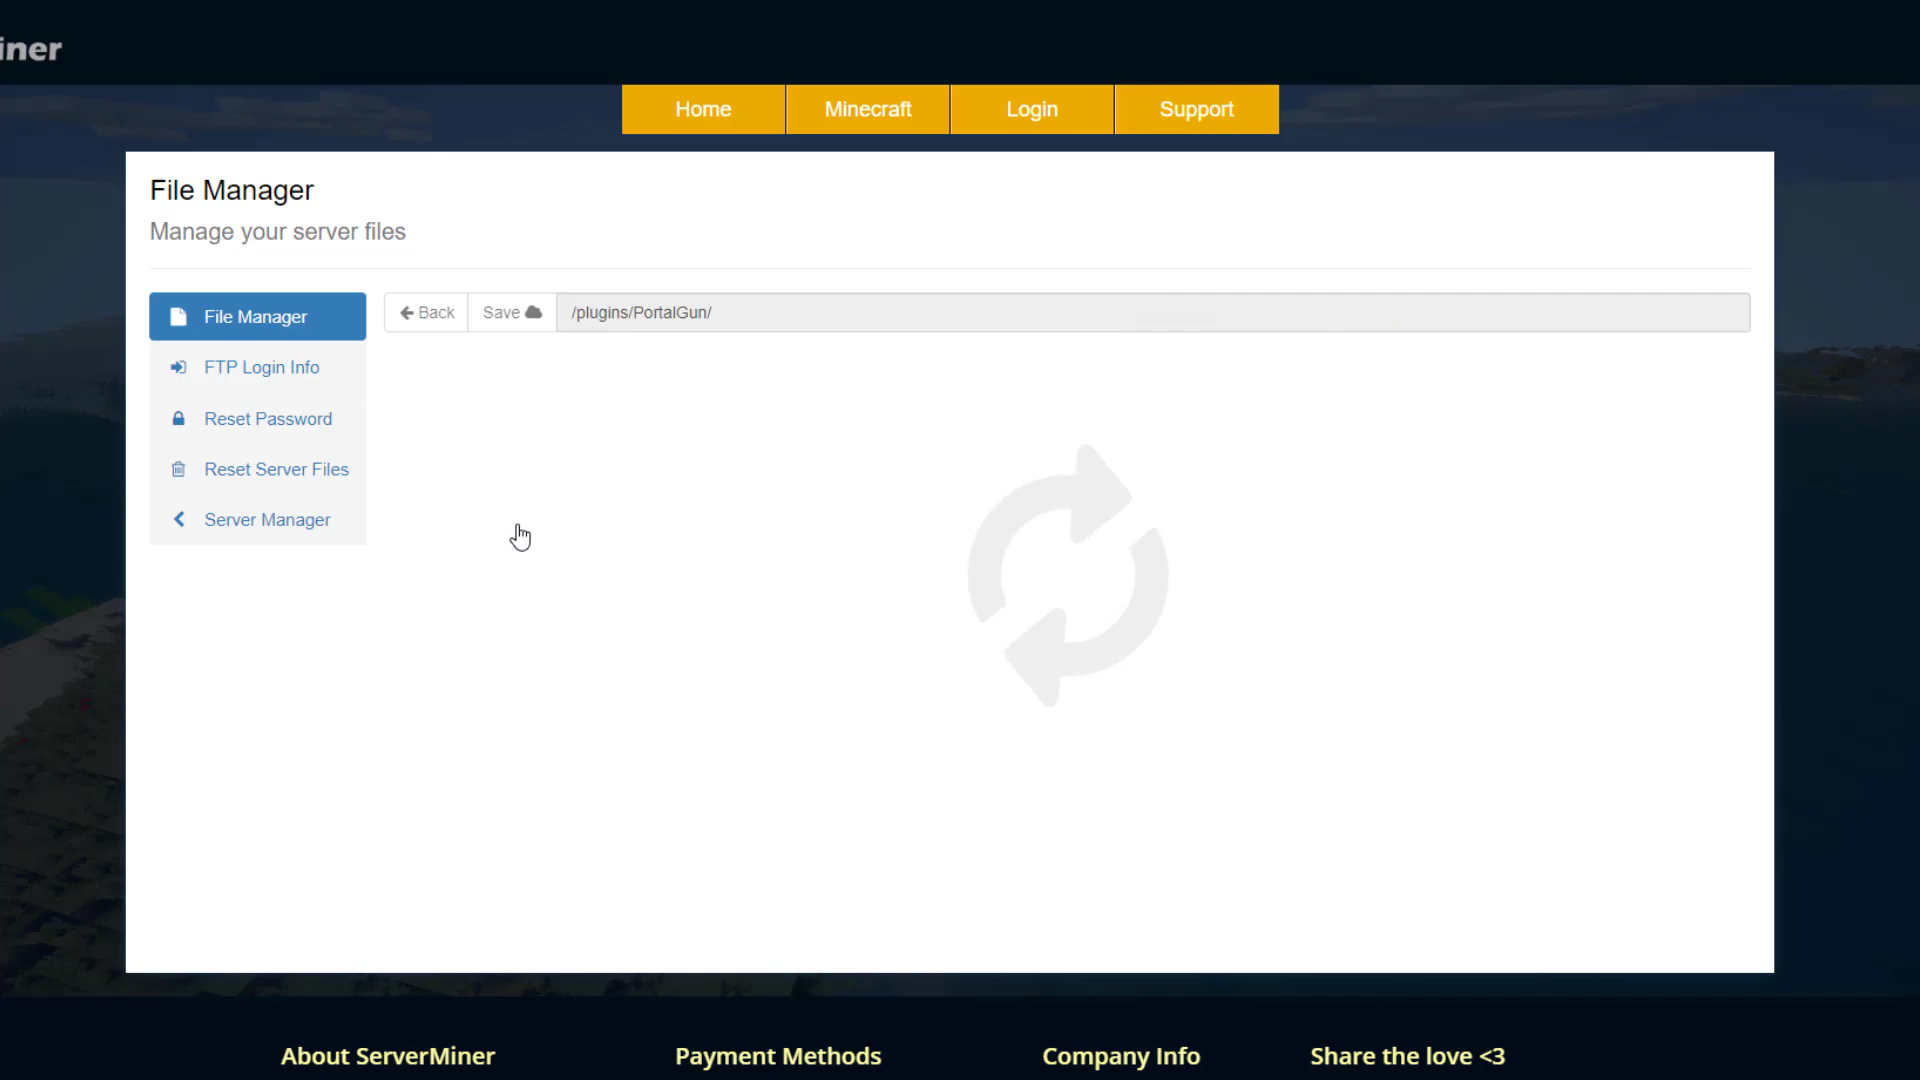 iner
Home Minecraft Login Support
File Manager
Manage your server files
File Manager
Back Save /plugins/PortalGun/
FTP Login Info
Reset Password
Reset Server Files
Server Manager
About ServerMiner Payment Methods Company Info Share the love <3